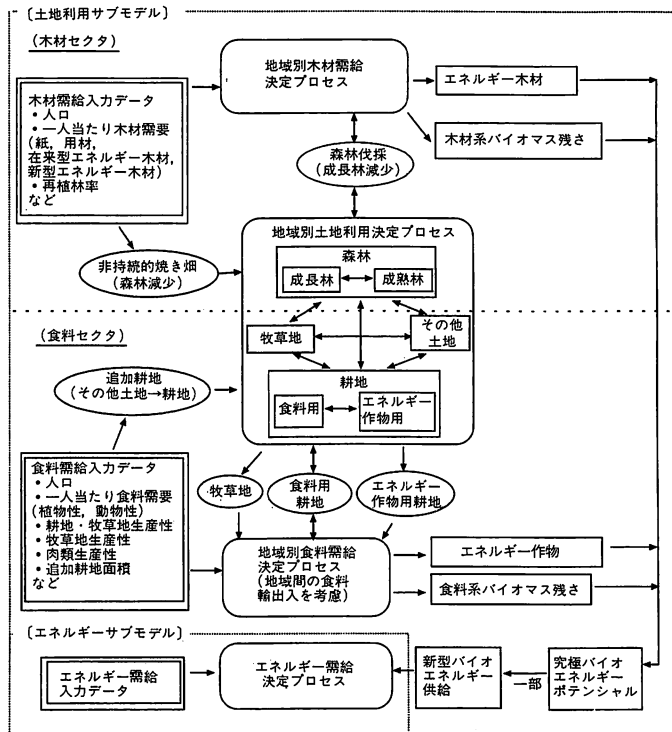 〔土地利用サブモデル〕
(木材セクタ)
木材需給入力データ
・人口
・一人当たり木材需要
(紙，用材，
在来型エネルギー木材，
新型エネルギー木材)
・再植林率
など
地域別木材需給
決定プロセス
エネルギー木材
木材系バイオマス残さ
森林伐採
(成長林減少)
非持続的焼き畑
(森林減少)
地域別土地利用決定プロセス
森林
成長林
成熟林
牧草地
その他
土地
耕地
食料用
エネルギー
作物用
(食料セクタ)
追加耕地
(その他土地→耕地)
食料需給入力データ
・人口
・一人当たり食料需要
(植物性，動物性)
・耕地・牧草地生産性
・牧草地生産性
・肉類生産性
・追加耕地面積
など
牧草地
食料用
耕地
エネルギー
作物用耕地
地域別食料需給
決定プロセス
(地域間の食料
輸出入を考慮)
エネルギー作物
食料系バイオマス残さ
〔エネルギーサブモデル〕
エネルギー需給
入力データ
エネルギー需給
決定プロセス
新型バイオ
エネルギー
供給
一部
究極バイオ
エネルギー
ポテンシャル